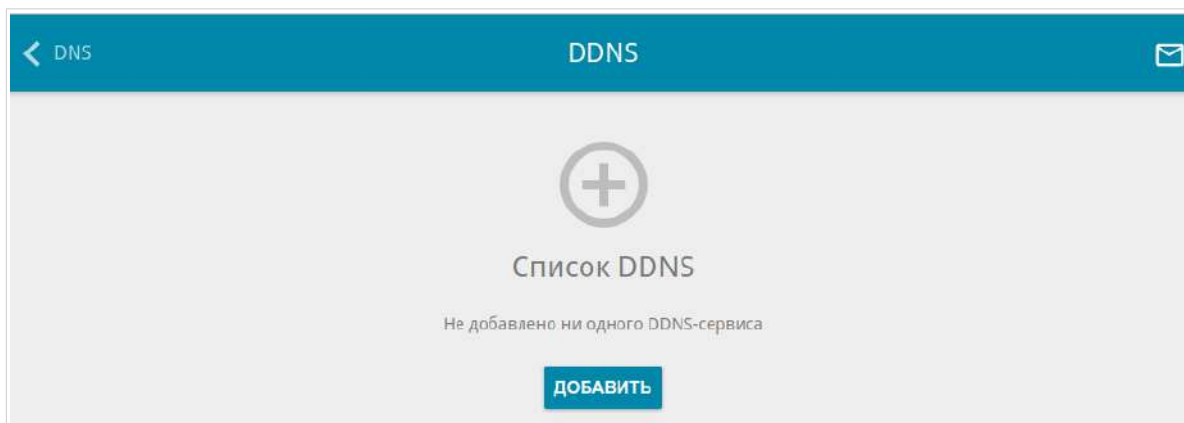 DNS
DDNS
Список DDNS
Не добавлено ни одного DDNS-сервиса
ДОБАВИТЬ